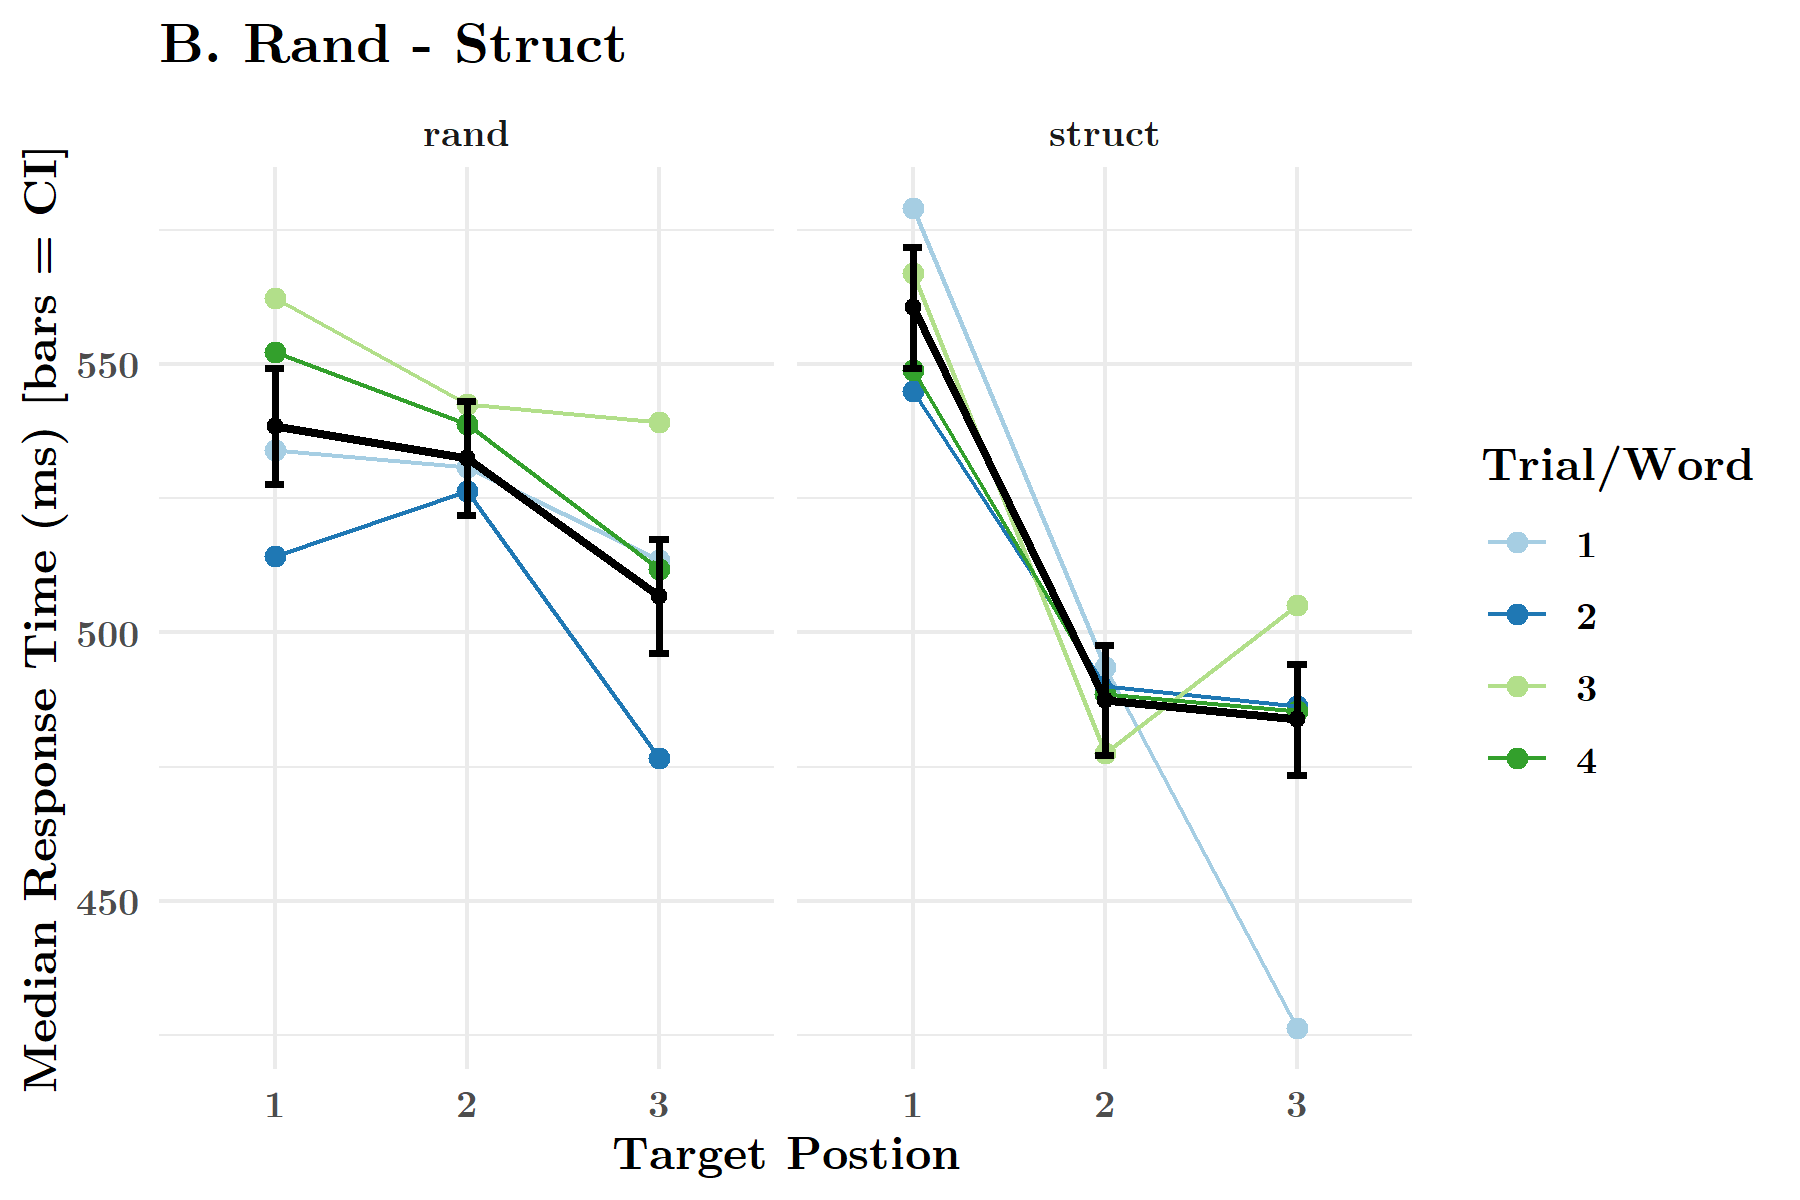 B. Rand - Struct
rand
struct
Median Response Time (ms) [bars = CI]
550
500
450
1 2 3
1 2 3
Target Postion
Trial/Word
1
2
3
4